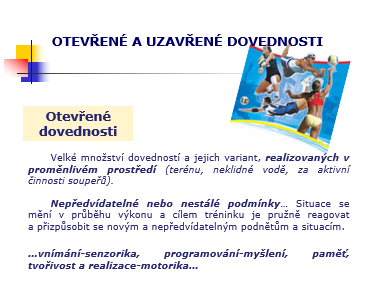 OTEVŘENÉ A UZAVŘENÉ DOVEDNOSTI
Otevřené
dovednosti
Velké množství dovedností a jejich variant, realizovaných v
proměnlivém prostředí (terénu, neklidné vodě, za aktivní
činnosti soupeřů).
Nepředvídatelné nebo nestálé podmínky… Situace se
mění v průběhu výkonu a cílem tréninku je pružně reagovat
a přizpůsobit se novým a nepředvídatelným podnětům a situacím.
…vnímání-senzorika, programování-myšlení, paměť,
tvořivost a realizace-motorika…